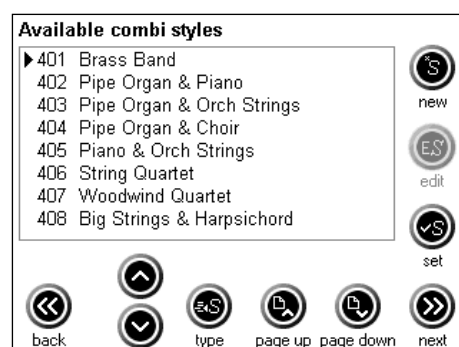 Available combi styles
401 Brass Band
402 Pipe Organ & Piano
403 Pipe Organ & Orch Strings
404 Pipe Organ & Choir
405 Piano & Orch Strings
406 String Quartet
407 Woodwind Quartet
408 Big Strings & Harpsichord
new
edit
set
back
type
page up
page down
next